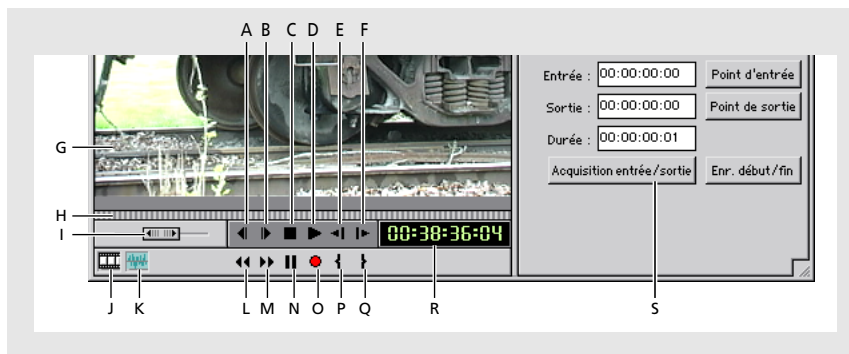 A B C D E F
Entrée : 00:00:00:00 Point d'entrée
Sortie : 00:00:00:00 Point de sortie
Durée : 00:00:00:01
G
Acquisition entrée/sortie Enr. début/fin
H
I
00:38:36:04
J K L M N O P Q R S